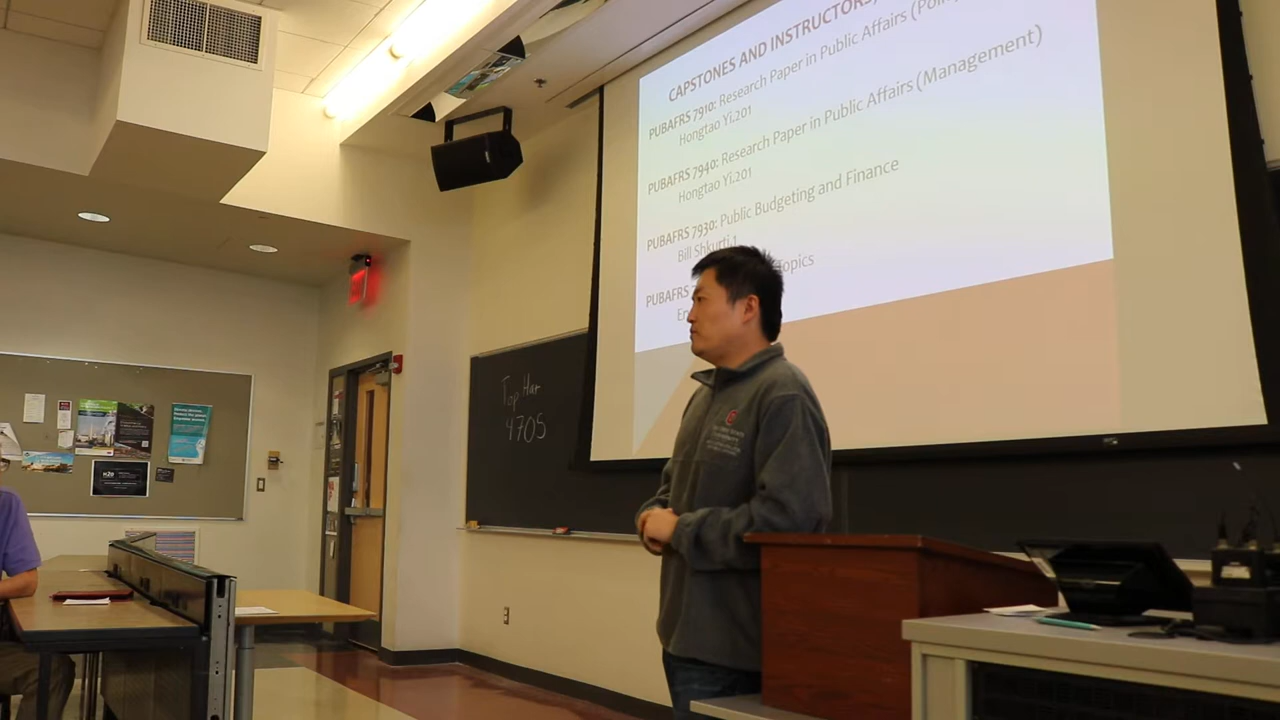 CAPSTONES AND INSTRUCTORS,
PUBAFRS 7910: Research Paper in Public Affairs (Policy
Hongtao Yi.201
PUBAFRS 7940: Research Paper in Public Affairs (Management)
Hongtao Yi.201
PUBAFRS 7930: Public Budgeting and Finance
Bill Shkurti.1
PUBAFRS
Topics
Top Hat
4705